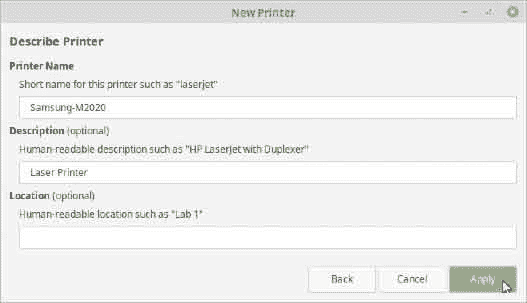 New Printer
Describe Printer
Printer Name
Short name for this printer such as "laserjet"
Samsung-M2020
Description (optional)
Human-readable description such as "HP LaserJet with Duplexer"
Laser Printer
Location (optional)
Human-readable location such as "Lab 1"
Back Cancel Apply